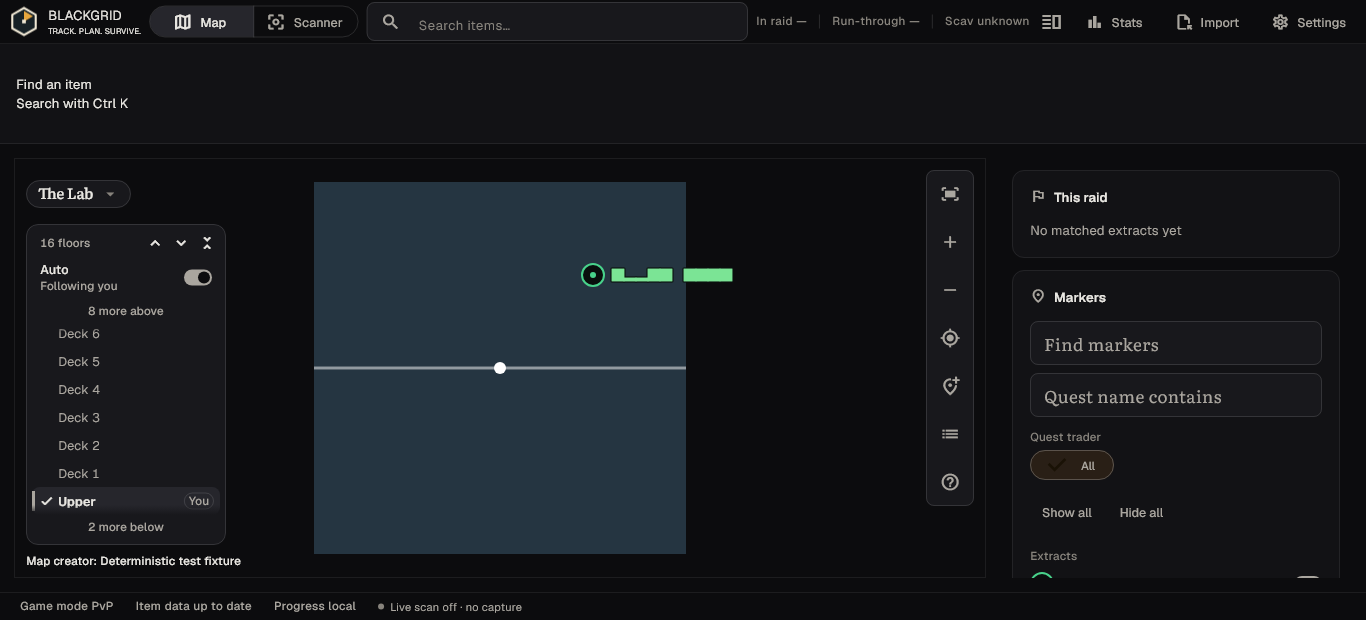 BLACKGRID
TRACK. PLAN. SURVIVE.
Map
Scanner
Search items…
In raid —
Run-through —
Scav unknown
Stats
Import
Settings
Find an item
Search with Ctrl K
The Lab
16 floors
Auto
Following you
8 more above
Deck 6
Deck 5
Deck 4
Deck 3
Deck 2
Deck 1
Upper
You
2 more below
Map creator: Deterministic test fixture
This raid
No matched extracts yet
Markers
Find markers
Quest name contains
Quest trader
All
Show all
Hide all
Extracts
Game mode PvP
Item data up to date
Progress local
Live scan off · no capture